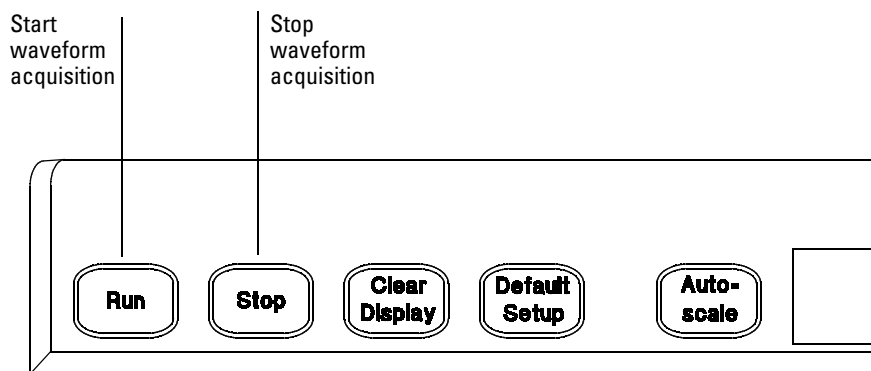 Start
waveform
acquisition
Stop
waveform
acquisition
Run
Stop
Clear
Display
Default
Setup
Auto-
scale